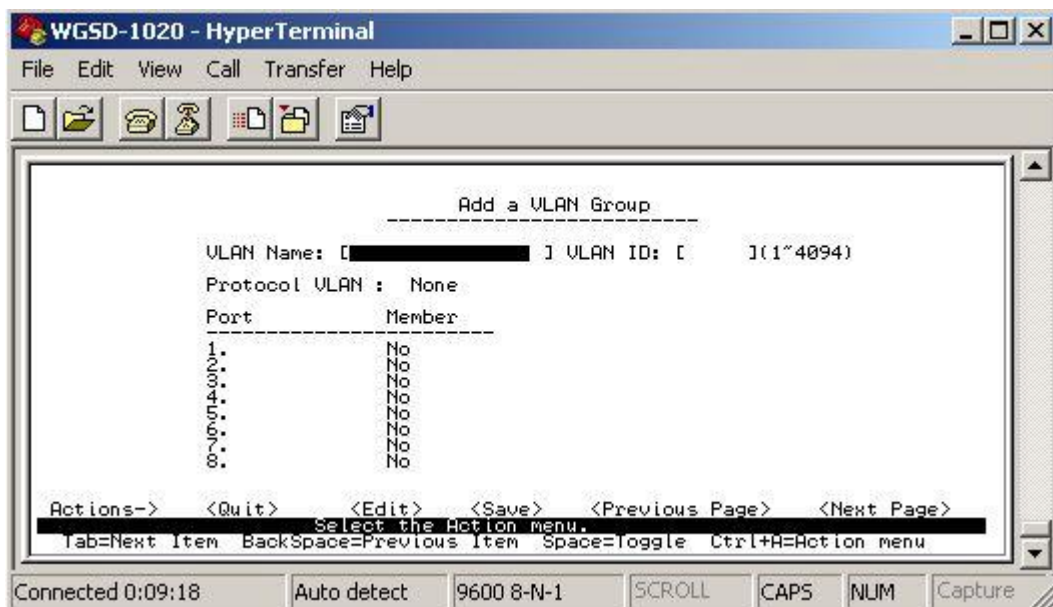 WGSD-1020 - HyperTerminal
File Edit View Call Transfer Help
Add a VLAN Group
VLAN Name: [ ] VLAN ID: [ ](1~4094)
Protocol VLAN : None
Port Member
1. No
2. No
3. No
4. No
5. No
6. No
7. No
8. No
Actions-> <Quit> <Edit> <Save> <Previous Page> <Next Page>
Select the Action menu.
Tab=Next Item BackSpace=Previous Item Space=Toggle Ctrl+A=Action menu
Connected 0:09:18 Auto detect 9600 8-N-1 SCROLL CAPS NUM Capture